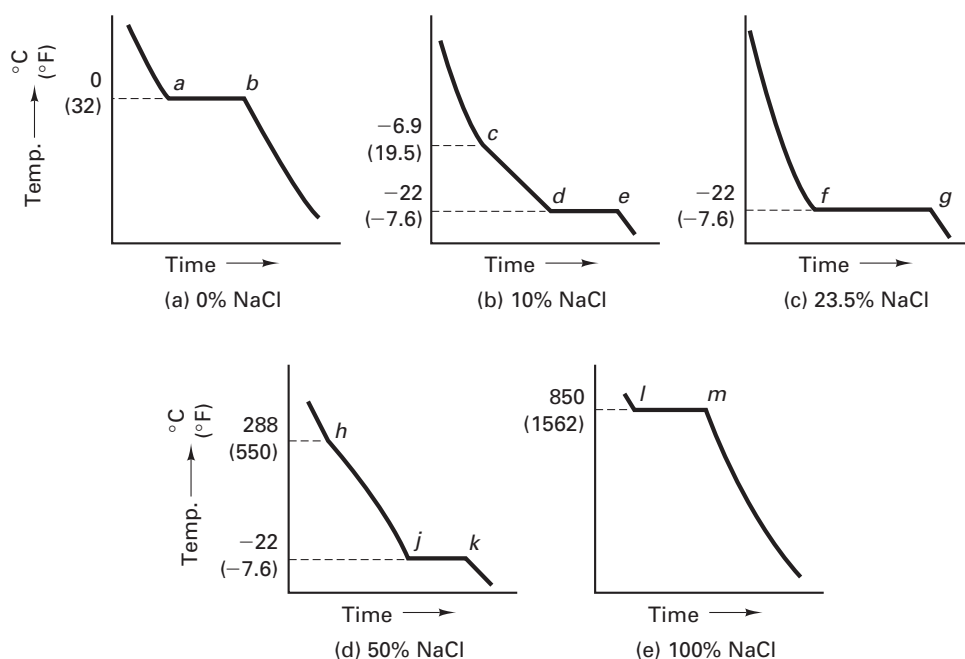 °C
(°F)
Temp.
0
(32)
a
b
Time
(a) 0% NaCl
−6.9
(19.5)
−22
(−7.6)
c
d
e
Time
(b) 10% NaCl
−22
(−7.6)
f
g
Time
(c) 23.5% NaCl
°C
(°F)
Temp.
288
(550)
−22
(−7.6)
h
j
k
Time
(d) 50% NaCl
850
(1562)
l
m
Time
(e) 100% NaCl